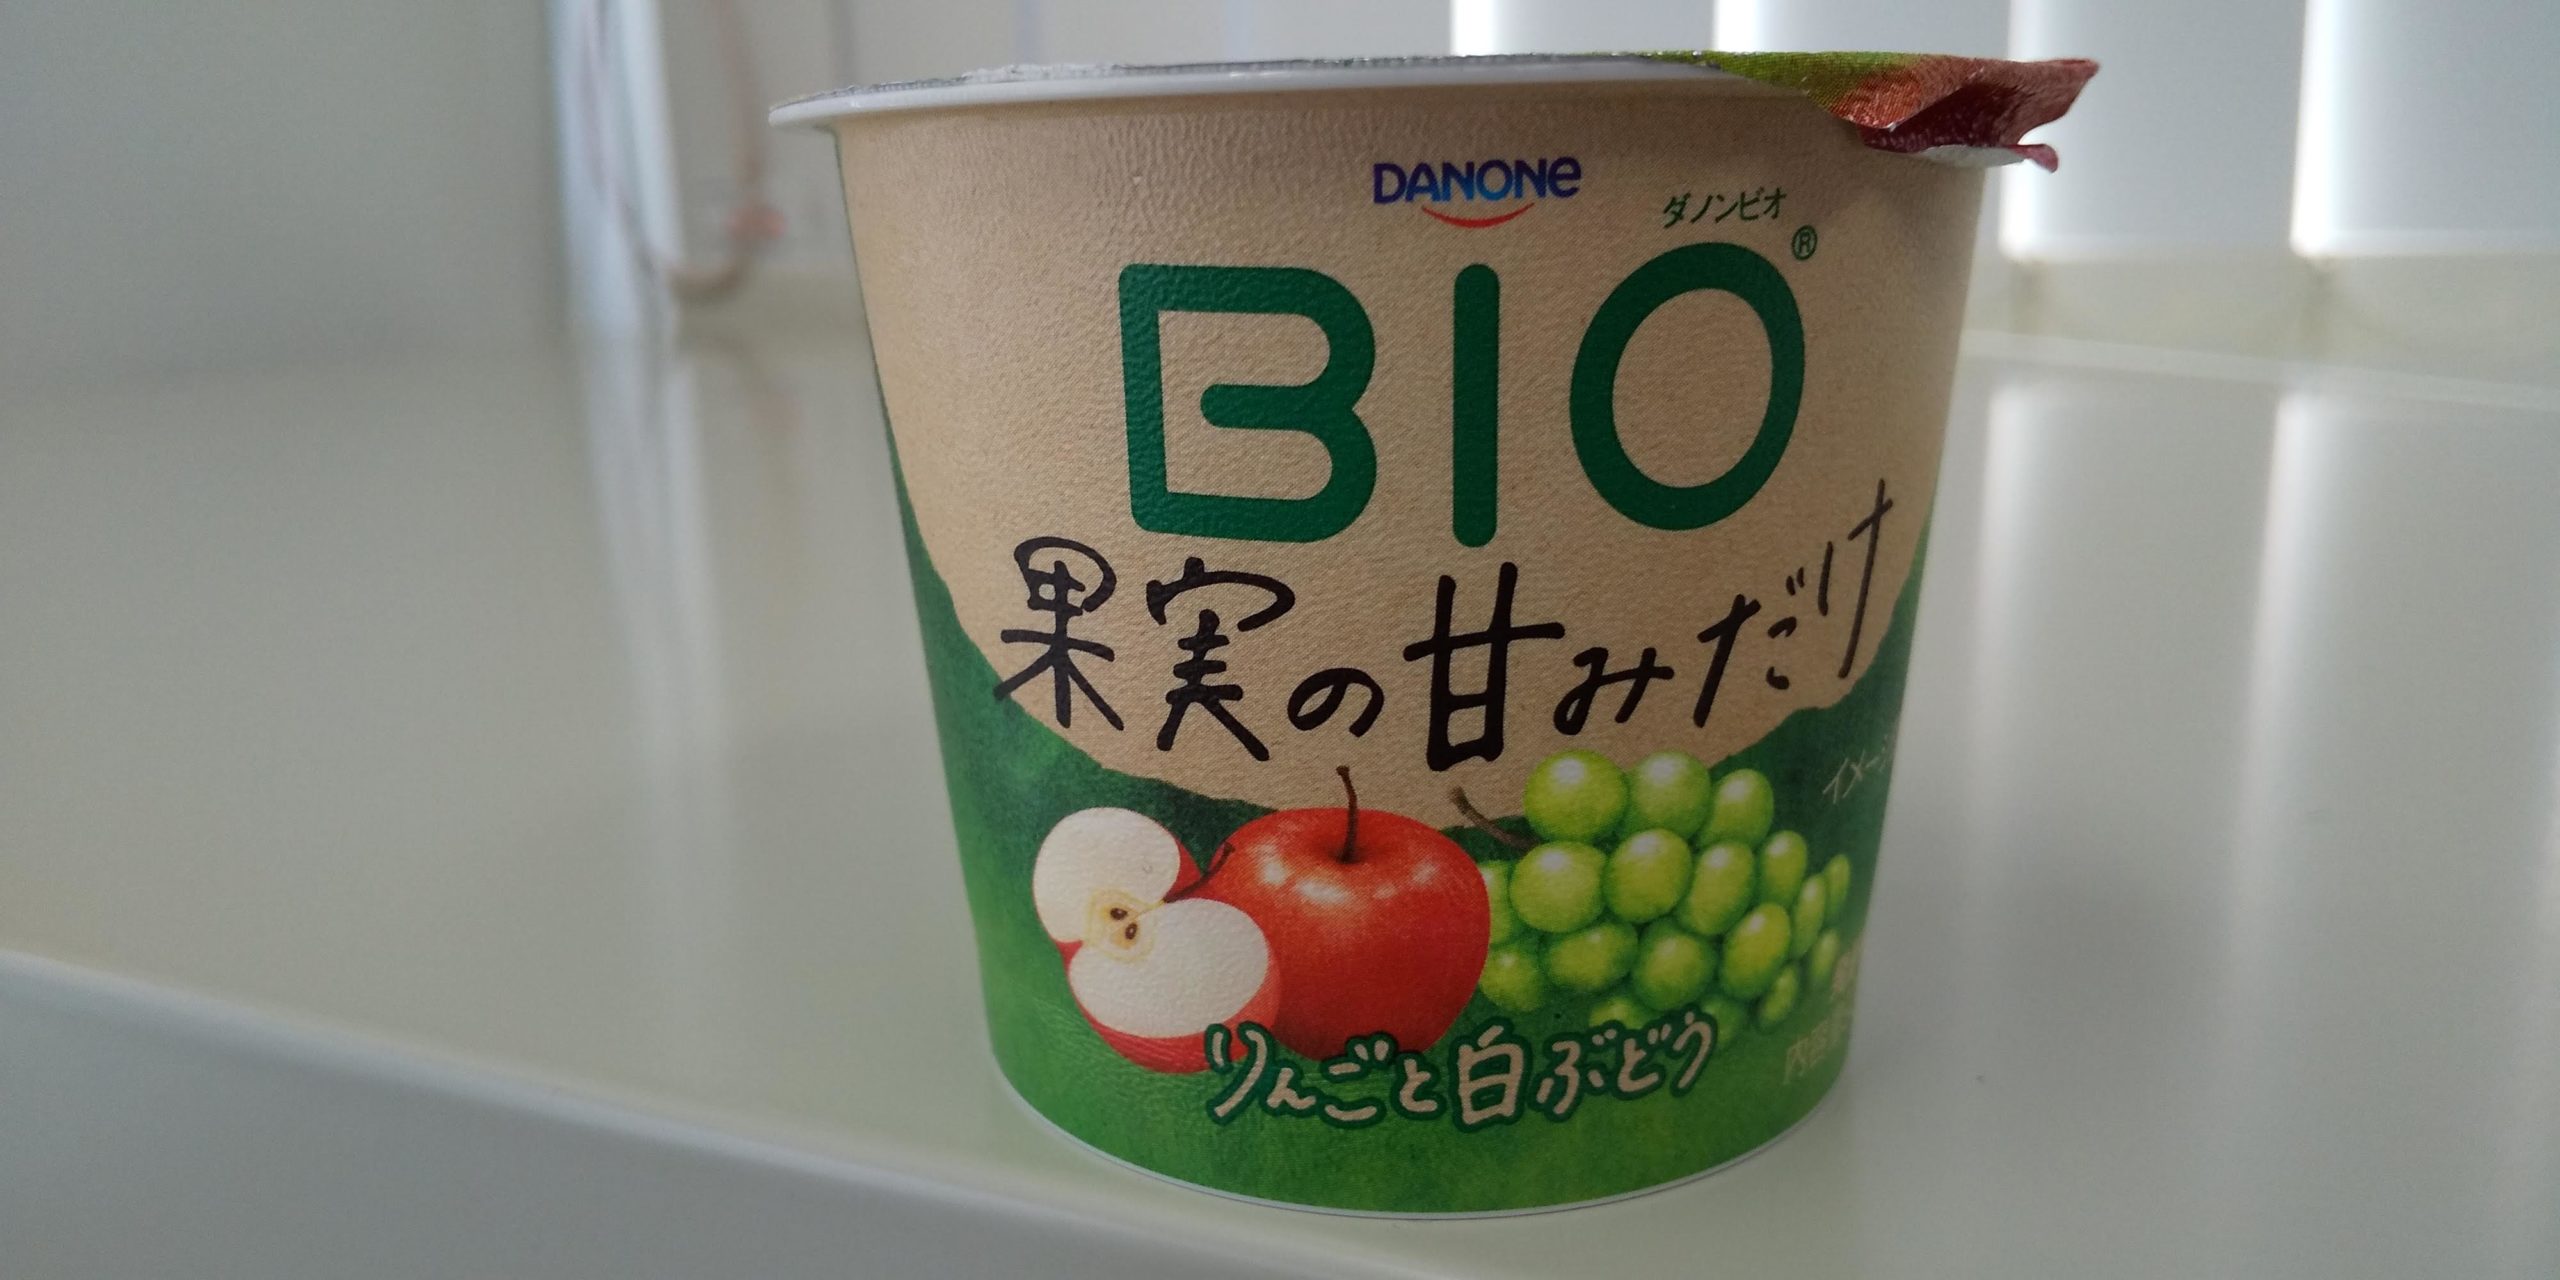 DANONE
ダノンビオ
BIO®
果実の甘みだけ
りんごと白ぶどう